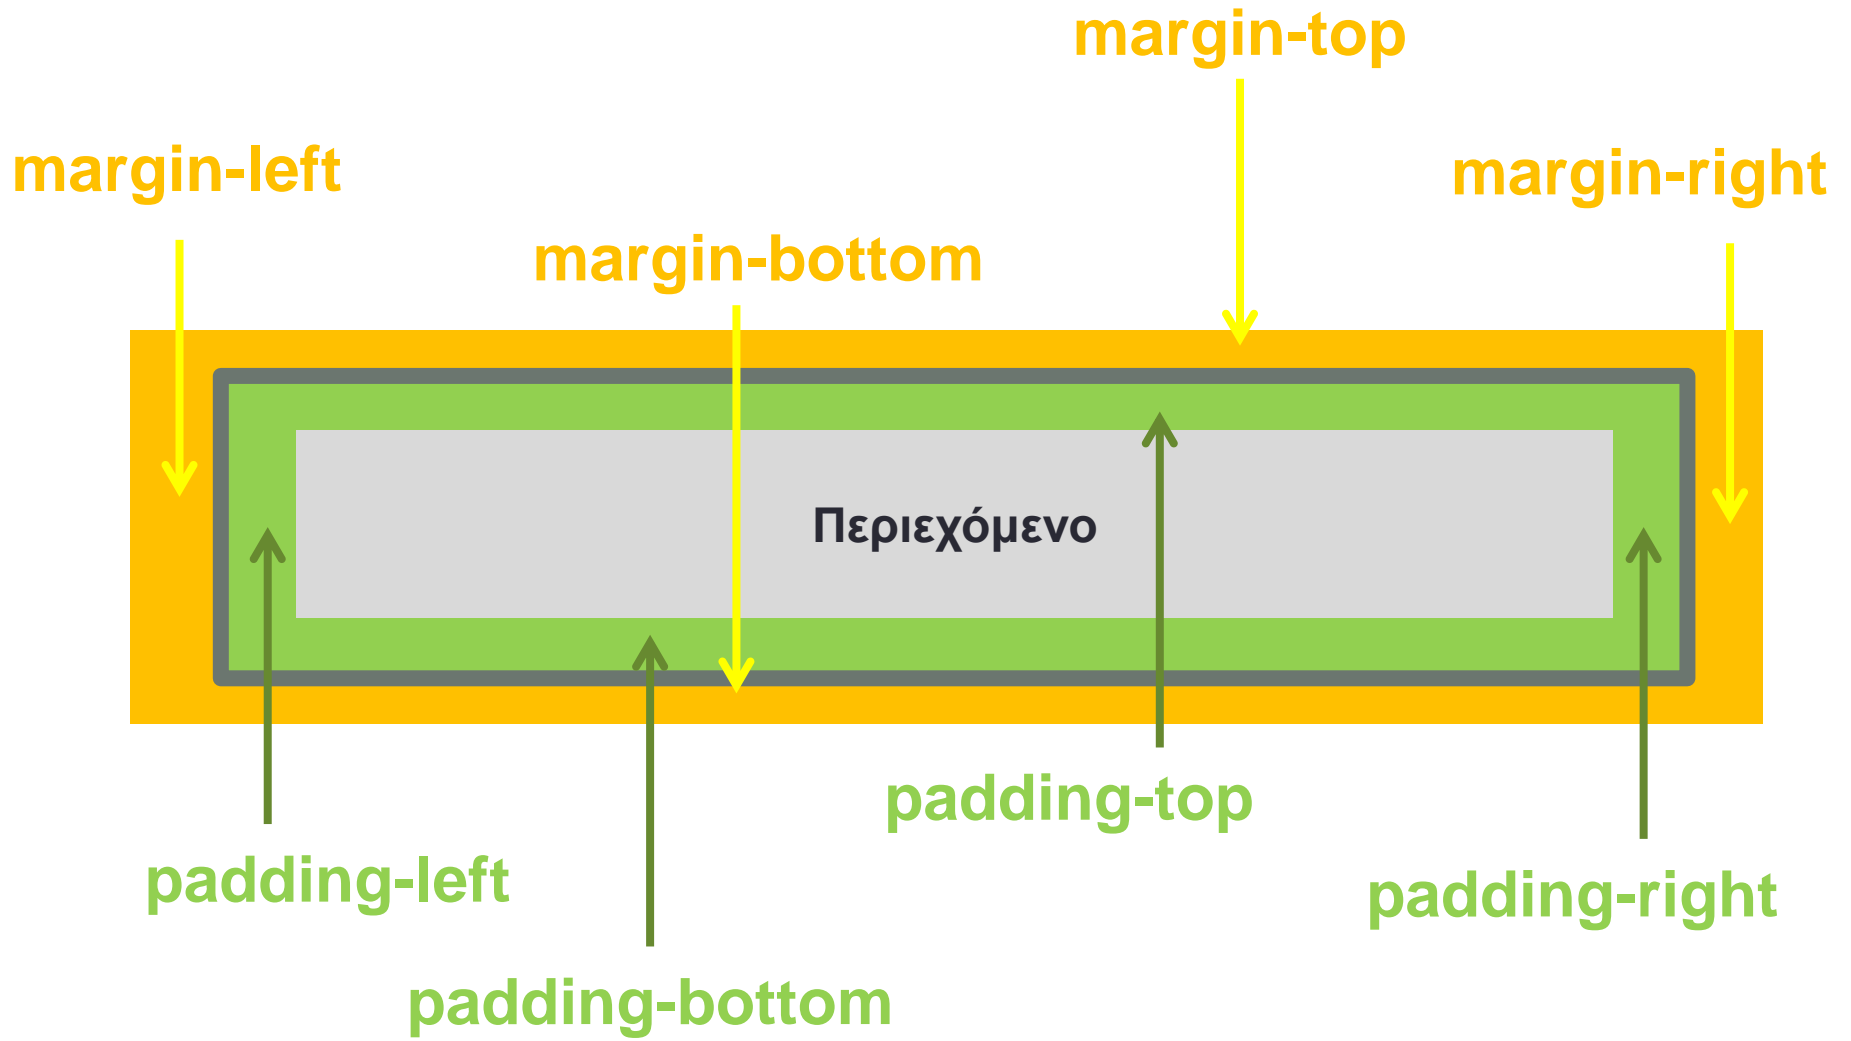 margin-top
margin-left
margin-right
margin-bottom
Περιεχόμενο
padding-top
padding-left
padding-right
padding-bottom